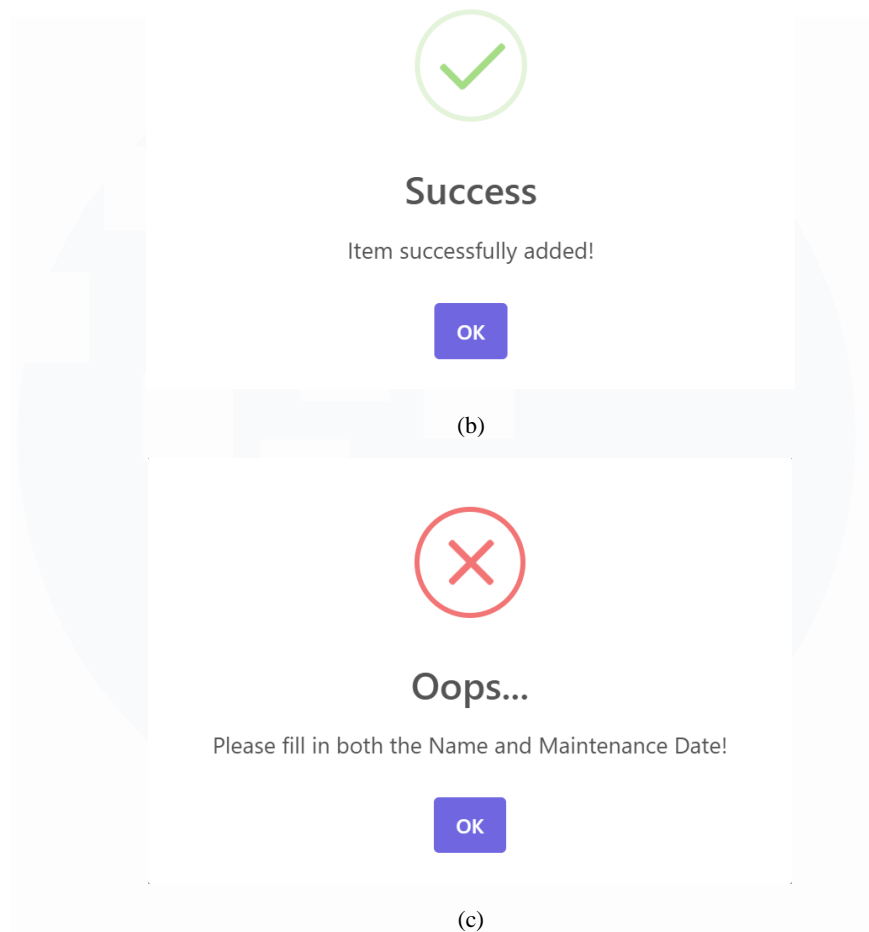 Success
Item successfully added!
OK
(b)
Oops...
Please fill in both the Name and Maintenance Date!
OK
(c)